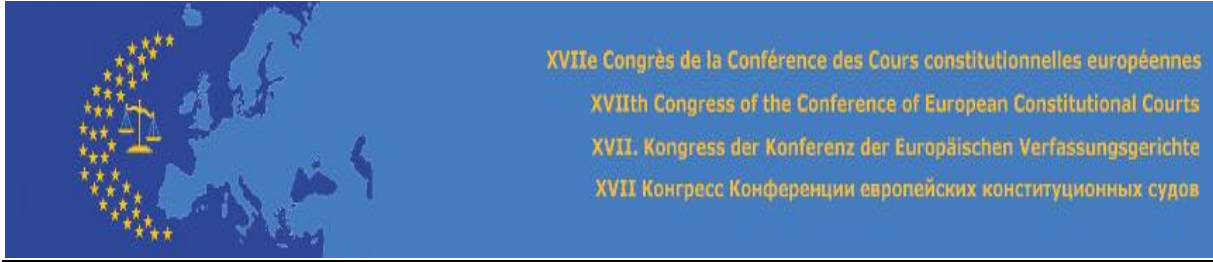 XVIIe Congrès de la Conférence des Cours constitutionnelles européennes
XVIIth Congress of the Conference of European Constitutional Courts
XVII. Kongress der Konferenz der Europäischen Verfassungsgerichte
XVII Конгресс Конференции европейских конституционных судов